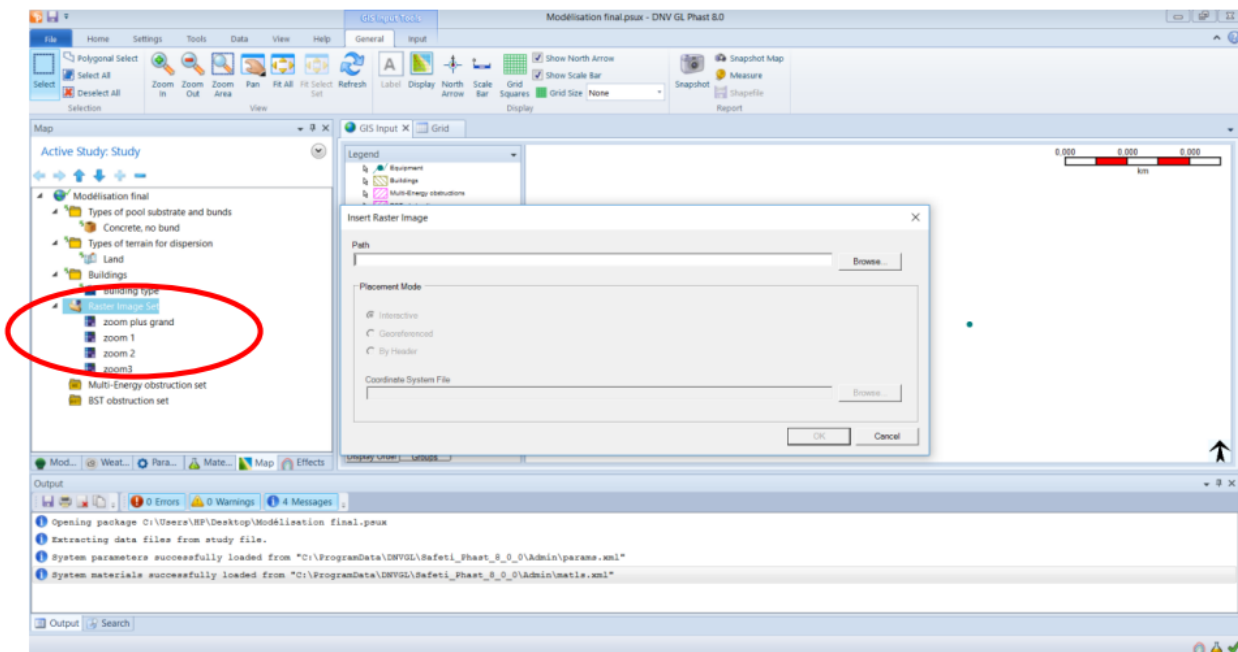 GIS Input Tools
Modélisation final.psux - DNV GL Phast 8.0
File Home Settings Tools Data View Help General Input
Select
Polygonal Select
Select All
Deselect All
Selection
Zoom In
Zoom Out
Zoom Area
Pan
Fit All
Fit Select Set
View
Refresh
Label
Display
North Arrow
Scale Bar
Grid Squares
Show North Arrow
Show Scale Bar
Grid Size None
Display
Snapshot
Snapshot Map
Measure
Shapefile
Report
Map
Active Study: Study
Modélisation final
Types of pool substrate and bunds
Concrete, no bund
Types of terrain for dispersion
Land
Buildings
Building type
Raster Image Set
zoom plus grand
zoom 1
zoom 2
zoom3
Multi-Energy obstruction set
BST obstruction set
Mod... Weat... Para... Mate... Map Effects
GIS Input Grid
Legend
Equipment
Buildings
Multi-Energy obstructions
0.000 0.000 0.000
km
Insert Raster Image
Path
Browse...
Placement Mode
Interactive
Georeferenced
By Header
Coordinate System File
Browse...
OK Cancel
Display Order Groups
Output
0 Errors 0 Warnings 4 Messages
Opening package C:\Users\HP\Desktop\Modélisation final.psux
Extracting data files from study file.
System parameters successfully loaded from "C:\ProgramData\DNVGL\Safeti_Phast_8_0_0\Admin\params.xml"
System materials successfully loaded from "C:\ProgramData\DNVGL\Safeti_Phast_8_0_0\Admin\matls.xml"
Output Search